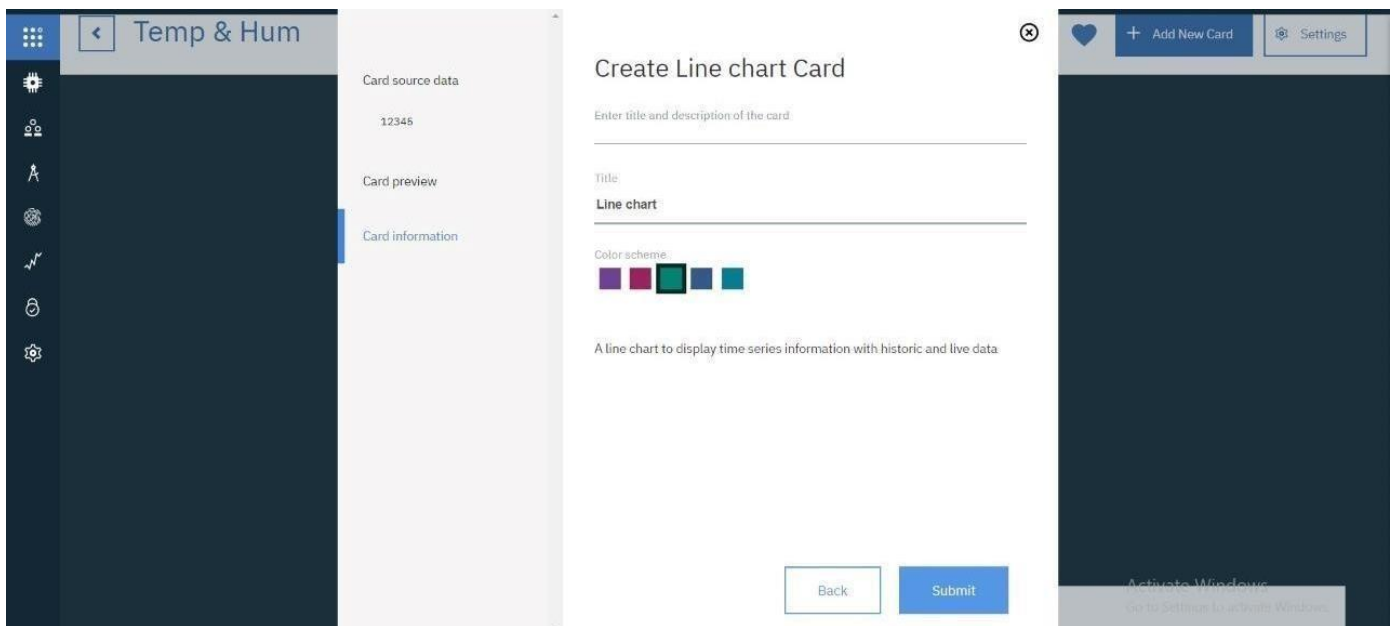 Temp & Hum
+ Add New Card
Settings
Card source data
12345
Card preview
Card information
Create Line chart Card
Enter title and description of the card
Title
Line chart
Color scheme
A line chart to display time series information with historic and live data
Back
Submit
Activate Windows
Go to Settings to activate Windows.